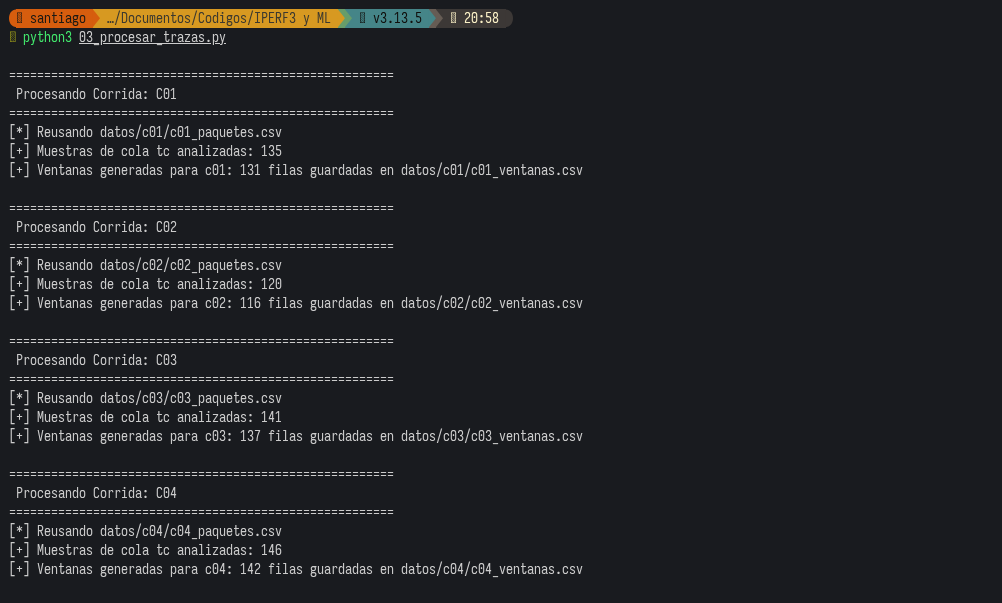 santiago …/Documentos/Codigos/IPERF3 y ML v3.13.5 20:58
python3 03_procesar_trazas.py
=======================================================
Procesando Corrida: C01
=======================================================
[*] Reusando datos/c01/c01_paquetes.csv
[+] Muestras de cola tc analizadas: 135
[+] Ventanas generadas para c01: 131 filas guardadas en datos/c01/c01_ventanas.csv
=======================================================
Procesando Corrida: C02
=======================================================
[*] Reusando datos/c02/c02_paquetes.csv
[+] Muestras de cola tc analizadas: 120
[+] Ventanas generadas para c02: 116 filas guardadas en datos/c02/c02_ventanas.csv
=======================================================
Procesando Corrida: C03
=======================================================
[*] Reusando datos/c03/c03_paquetes.csv
[+] Muestras de cola tc analizadas: 141
[+] Ventanas generadas para c03: 137 filas guardadas en datos/c03/c03_ventanas.csv
=======================================================
Procesando Corrida: C04
=======================================================
[*] Reusando datos/c04/c04_paquetes.csv
[+] Muestras de cola tc analizadas: 146
[+] Ventanas generadas para c04: 142 filas guardadas en datos/c04/c04_ventanas.csv